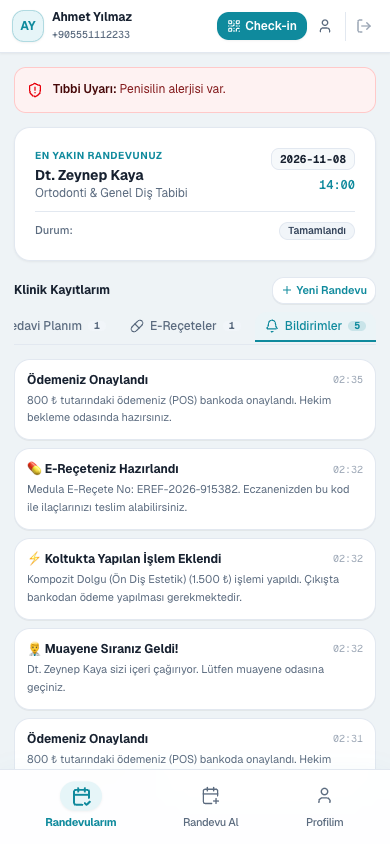 AY
Ahmet Yılmaz
+905551112233
Check-in
Tıbbi Uyarı: Penisilin alerjisi var.
EN YAKIN RANDEVUNUZ
2026-11-08
Dt. Zeynep Kaya
14:00
Ortodonti & Genel Diş Tabibi
Durum:
Tamamlandı
Klinik Kayıtlarım
+ Yeni Randevu
edavi Planım 1
E-Reçeteler 1
Bildirimler 5
Ödemeniz Onaylandı 02:35
800 ₺ tutarındaki ödemeniz (POS) bankoda onaylandı. Hekim
bekleme odasında hazırsınız.
💊 E-Reçeteniz Hazırlandı 02:32
Medula E-Reçete No: EREF-2026-915382. Eczanenizden bu kod
ile ilaçlarınızı teslim alabilirsiniz.
⚡ Koltukta Yapılan İşlem Eklendi 02:32
Kompozit Dolgu (Ön Diş Estetik) (1.500 ₺) işlemi yapıldı. Çıkışta
bankodan ödeme yapılması gerekmektedir.
👨‍⚕️ Muayene Sıranız Geldi! 02:32
Dt. Zeynep Kaya sizi içeri çağırıyor. Lütfen muayene odasına
geçiniz.
Ödemeniz Onaylandı 02:31
800 ₺ tutarındaki ödemeniz (POS) bankoda onaylandı. Hekim
Randevularım
Randevu Al
Profilim